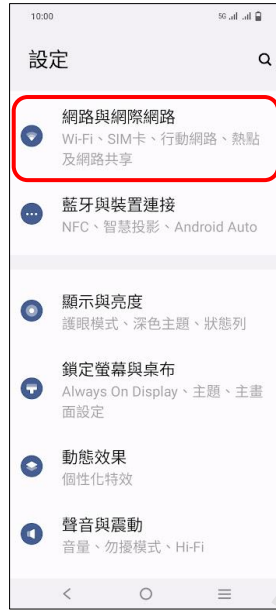 10:00
5G
設定
網路與網際網路
Wi-Fi、SIM卡、行動網路、熱點
及網路共享
藍牙與裝置連接
NFC、智慧投影、Android Auto
顯示與亮度
護眼模式、深色主題、狀態列
鎖定螢幕與桌布
Always On Display、主題、主畫
面設定
動態效果
個性化特效
聲音與震動
音量、勿擾模式、Hi-Fi